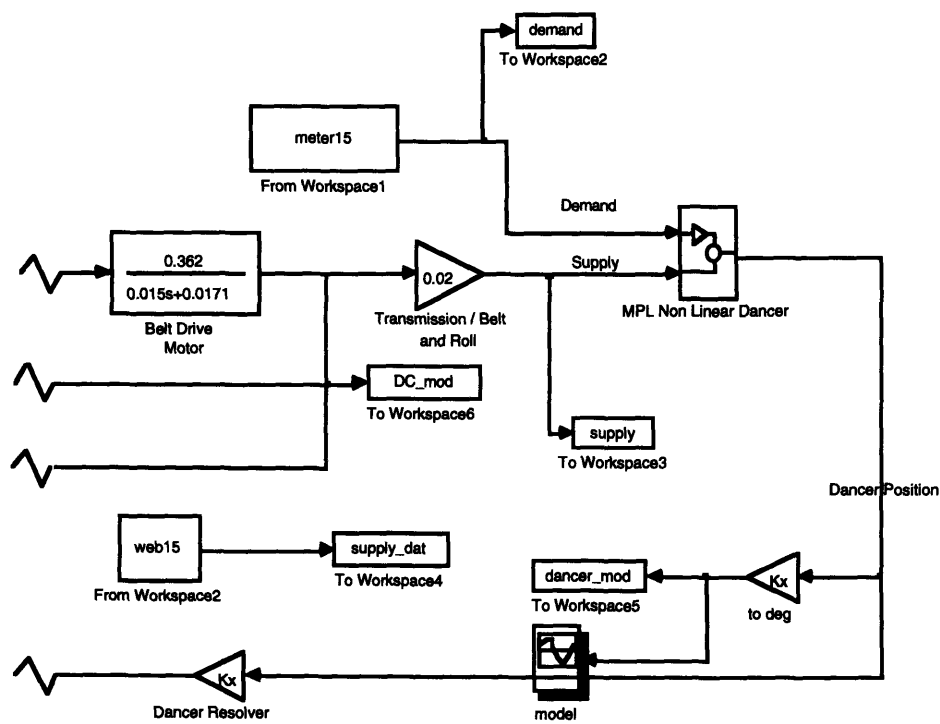 demand
To Workspace2
meter15
From Workspace1
Demand
0.362
0.015s+0.0171
Belt Drive
Motor
0.02
Transmission / Belt
and Roll
Supply
MPL Non Linear Dancer
DC_mod
To Workspace6
supply
To Workspace3
Dancer Position
web15
From Workspace2
supply_dat
To Workspace4
dancer_mod
To Workspace5
Kx
to deg
Kx
Dancer Resolver
model